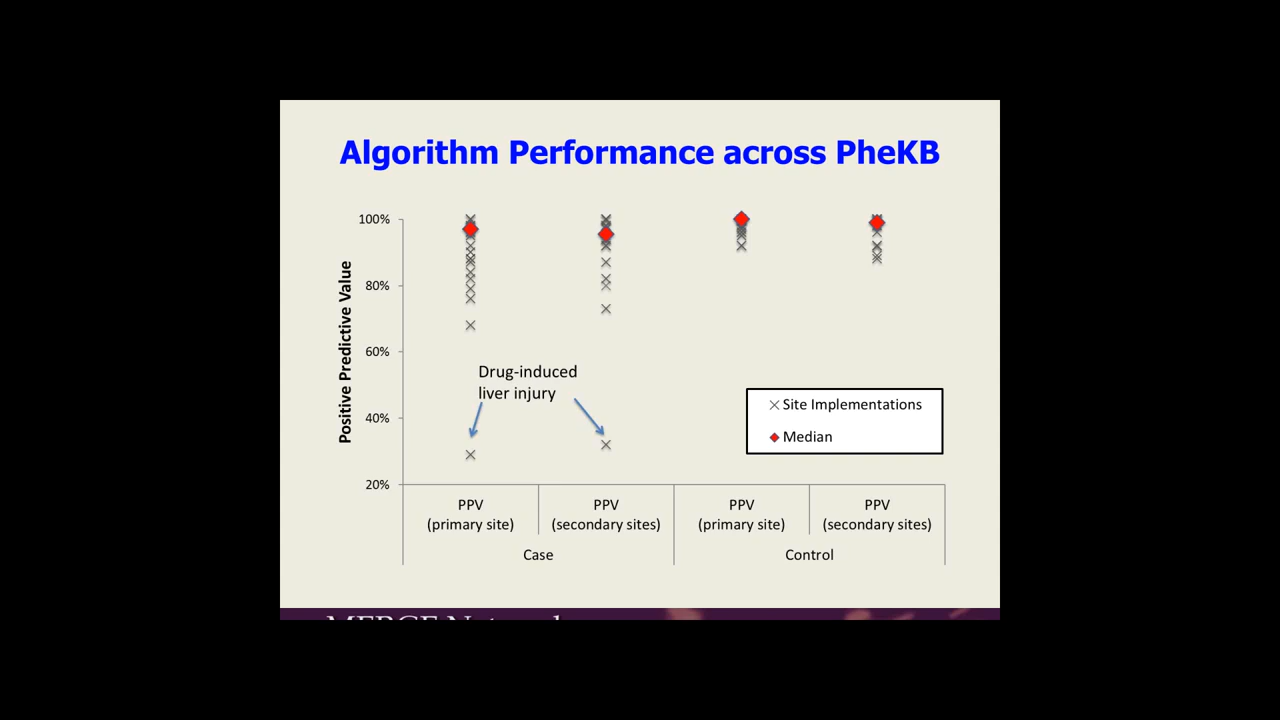 Algorithm Performance across PheKB
100%
80%
60%
40%
20%
Positive Predictive Value
Drug-induced
liver injury
Site Implementations
Median
PPV
(primary site)
PPV
(secondary sites)
PPV
(primary site)
PPV
(secondary sites)
Case
Control